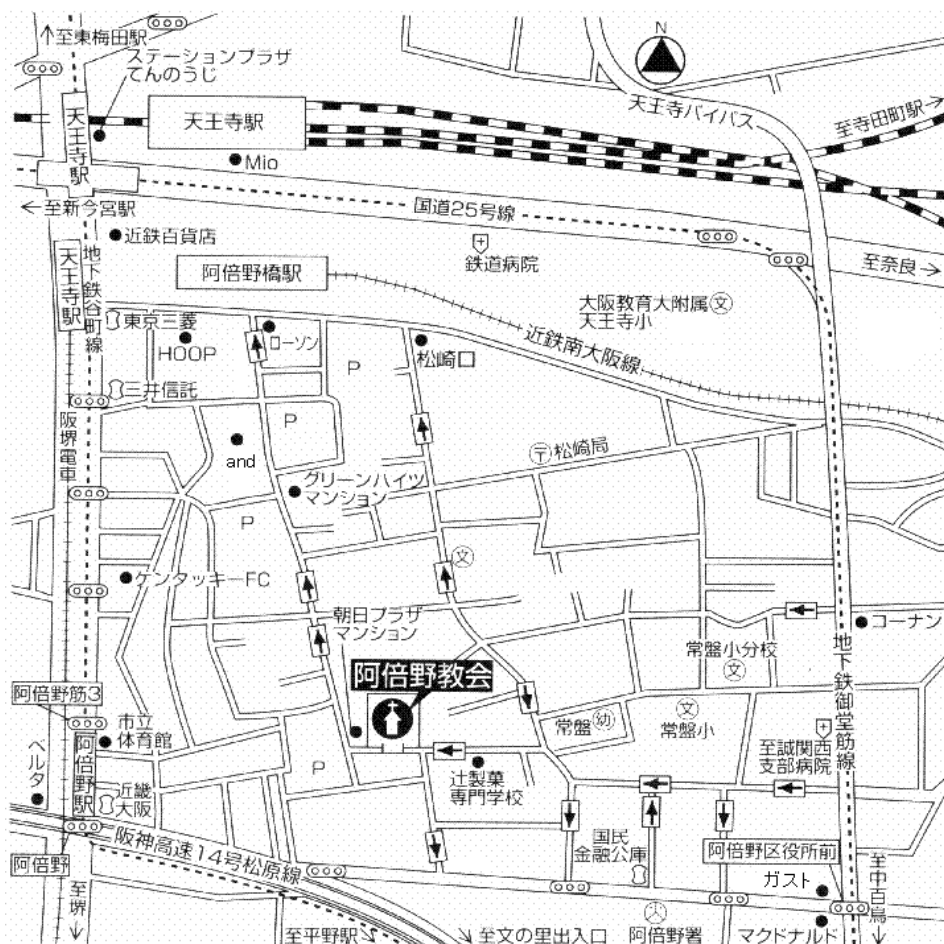 至東梅田駅
ステーションプラザ
てんのうじ
N
天王寺駅
天王寺駅
天王寺バイパス
至寺田町駅
Mio
至新今宮駅
国道25号線
近鉄百貨店
鉄道病院
至奈良
天王寺駅
地下鉄谷町線
阿倍野橋駅
大阪教育大附属
天王寺小
文
東京三菱
HOOP
ローソン
松崎口
近鉄南大阪線
P
三井信託
P
阪堺電車
and
〒松崎局
グリーンハイツ
マンション
P
文
ケンタッキーFC
朝日プラザ
マンション
コーナン
地下鉄御堂筋線
常盤小分校
文
阿倍野教会
阿倍野筋3
市立
体育館
常盤幼
文
常盤小
至誠関西
支部病院
ベルタ
阿倍野駅
P
辻製菓
専門学校
近畿
大阪
阪神高速14号松原線
国民
金融公庫
阿倍野区役所前
阿倍野
ガスト
至堺
至中百鳥
至平野駅
至文の里出入口
阿倍野署
マクドナルド